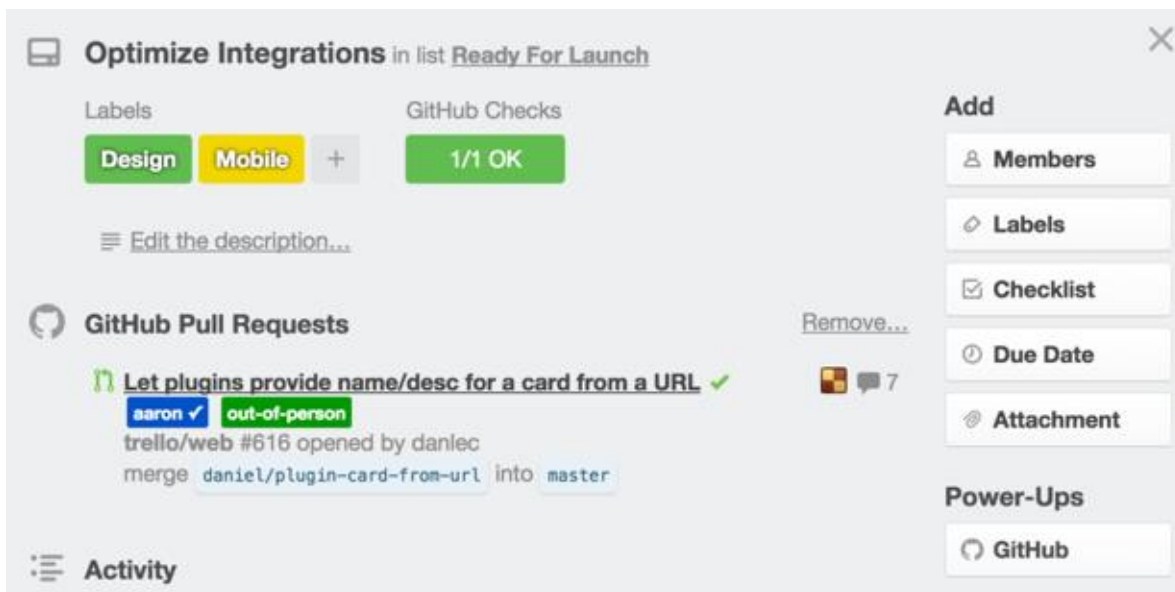 Optimize Integrations in list Ready For Launch
Labels
Design Mobile +
GitHub Checks
1/1 OK
Edit the description...
GitHub Pull Requests
Remove...
Let plugins provide name/desc for a card from a URL
7
aaron ✓ out-of-person
trello/web #616 opened by danlec
merge daniel/plugin-card-from-url into master
Activity
Add
Members
Labels
Checklist
Due Date
Attachment
Power-Ups
GitHub